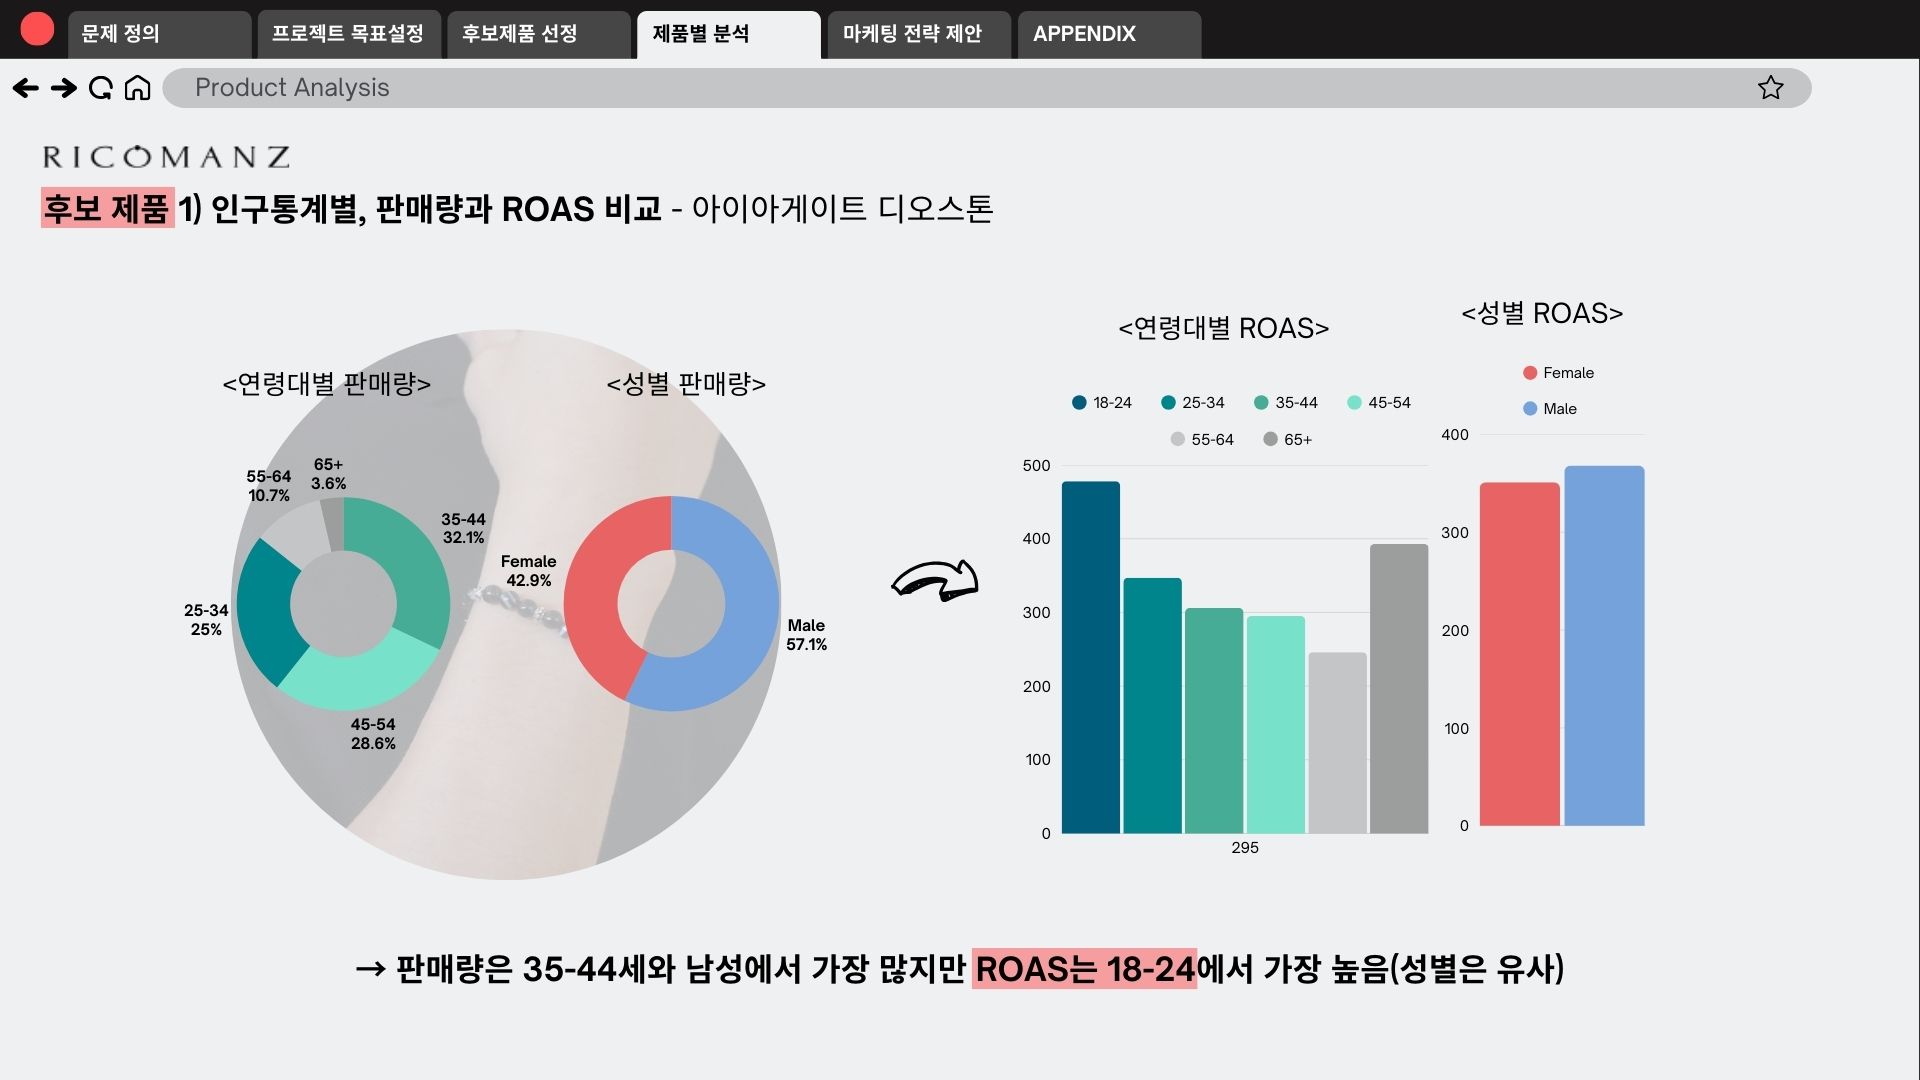 문제 정의
프로젝트 목표설정
후보제품 선정
제품별 분석
마케팅 전략 제안
APPENDIX
Product Analysis
RICOMANZ
후보 제품 1) 인구통계별, 판매량과 ROAS 비교 - 아이아게이트 디오스톤
<연령대별 판매량>
55-64
10.7%
65+
3.6%
35-44
32.1%
25-34
25%
45-54
28.6%
<성별 판매량>
Female
42.9%
Male
57.1%
<연령대별 ROAS>
18-24 25-34 35-44 45-54
55-64 65+
500
400
300
200
100
0
295
<성별 ROAS>
Female
Male
400
300
200
100
0
→ 판매량은 35-44세와 남성에서 가장 많지만 ROAS는 18-24에서 가장 높음(성별은 유사)